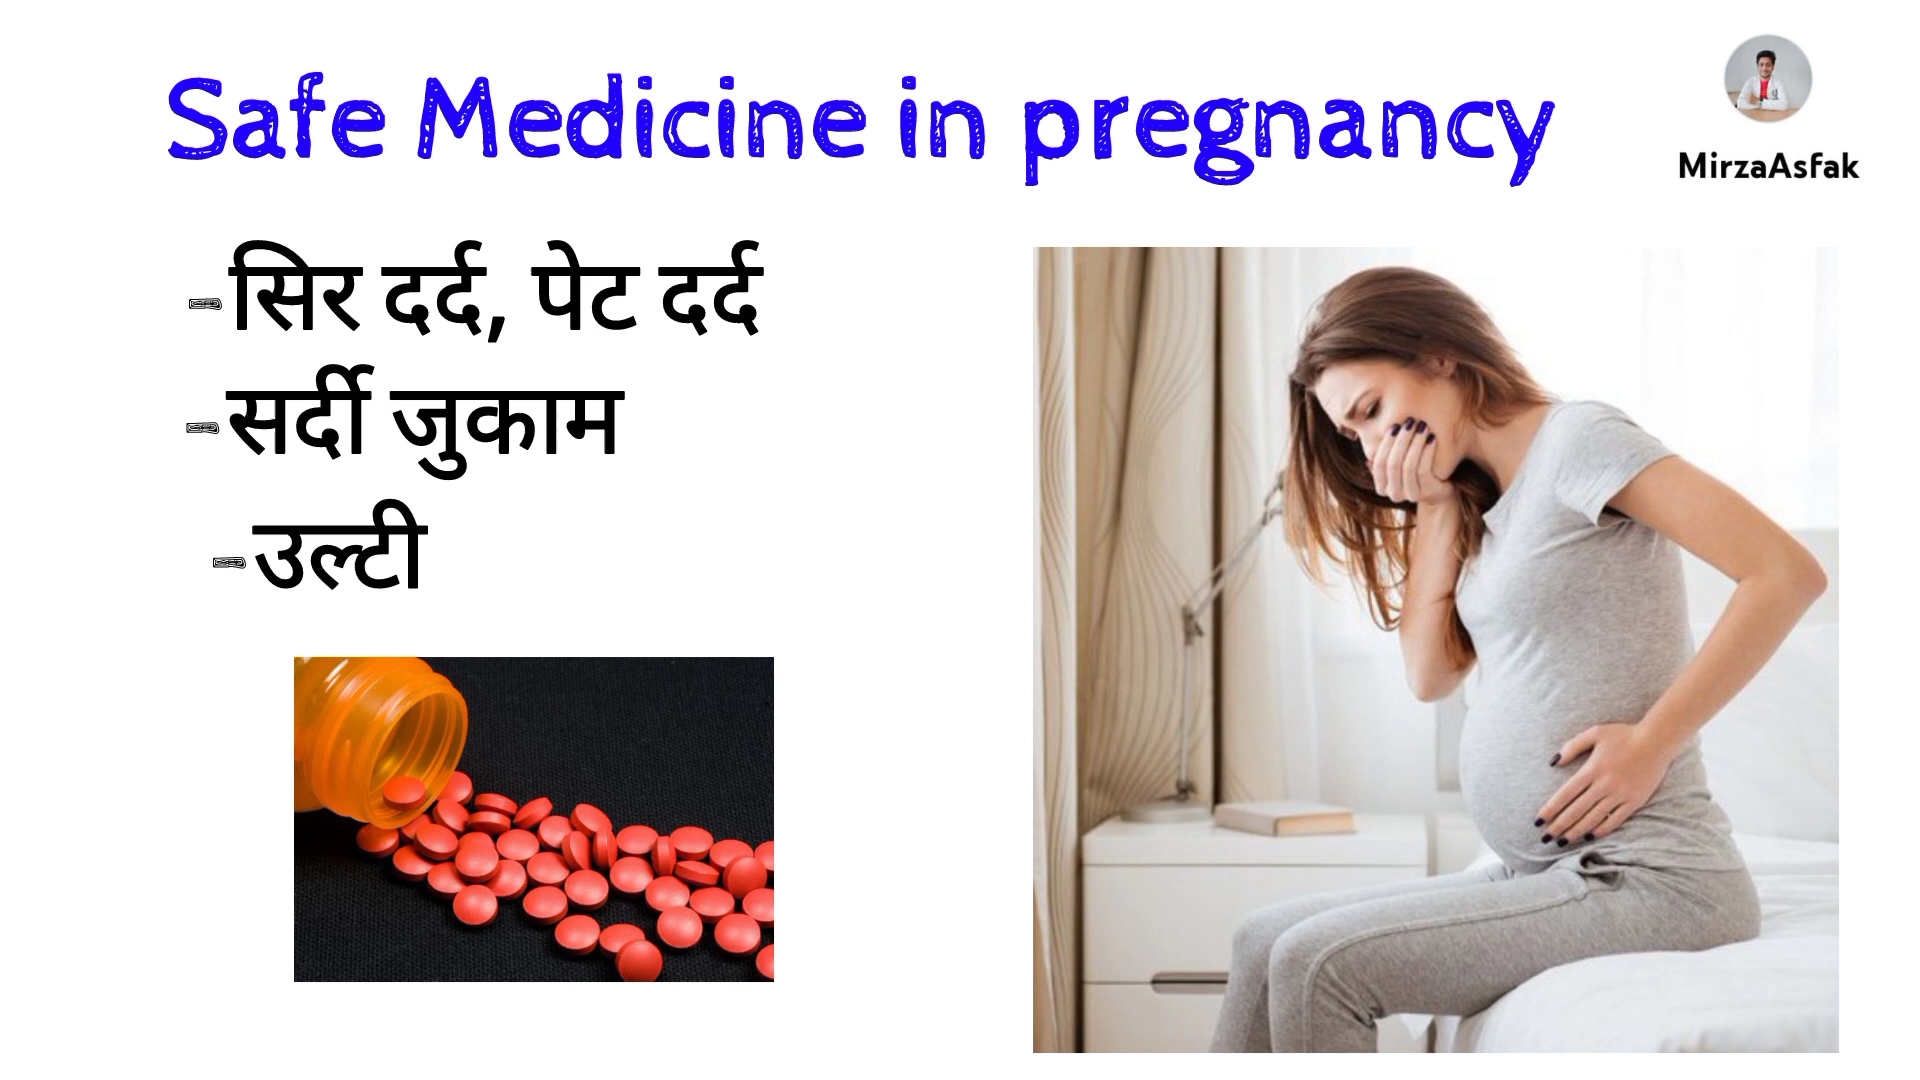 Safe Medicine in pregnancy
MirzaAsfak
-सिर दर्द, पेट दर्द
-सर्दी जुकाम
-उल्टी